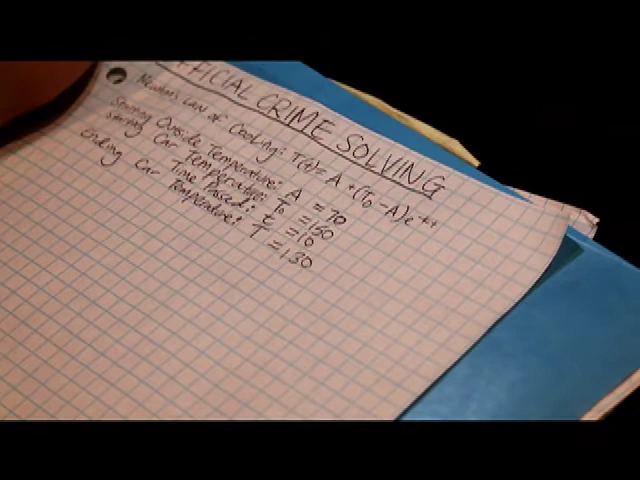 OFFICIAL CRIME SOLVING
Newton's Law of Cooling: T(t) = A + (T₀ - A)e^-kt
Starting Outside Temperature: A = 70
Starting Car Temperature: T₀ = 150
Time Passed: t = 10
Ending Car Temperature: T = 130